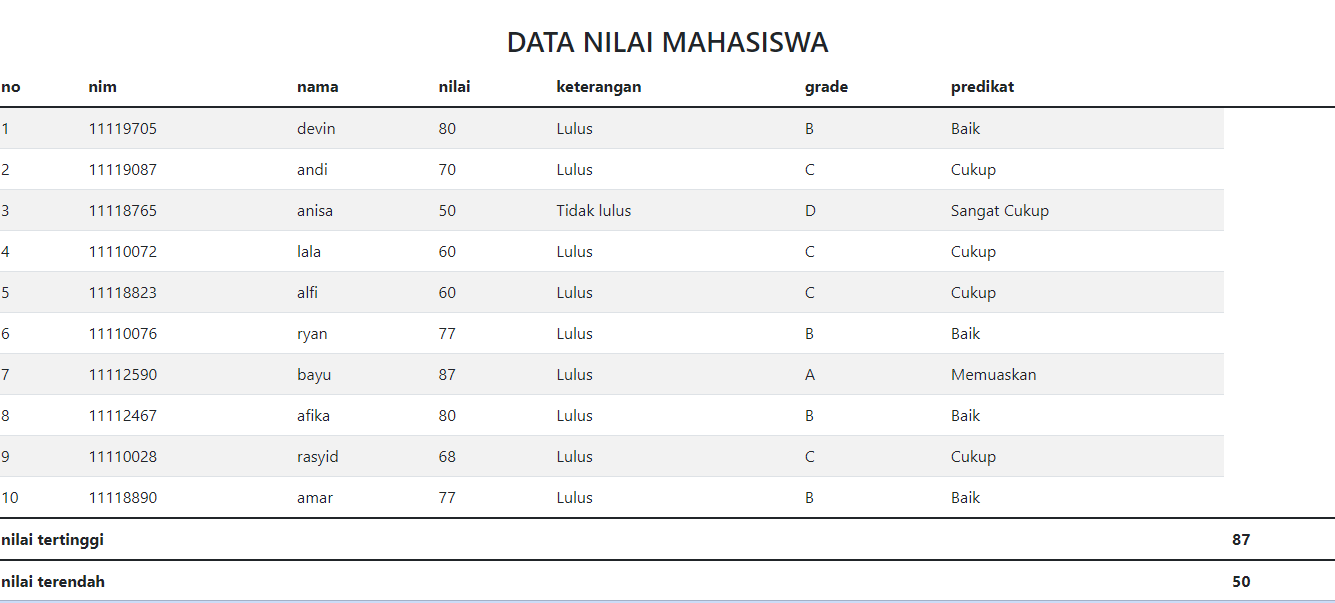 DATA NILAI MAHASISWA
no nim nama nilai keterangan grade predikat
1 11119705 devin 80 Lulus B Baik
2 11119087 andi 70 Lulus C Cukup
3 11118765 anisa 50 Tidak lulus D Sangat Cukup
4 11110072 lala 60 Lulus C Cukup
5 11118823 alfi 60 Lulus C Cukup
6 11110076 ryan 77 Lulus B Baik
7 11112590 bayu 87 Lulus A Memuaskan
8 11112467 afika 80 Lulus B Baik
9 11110028 rasyid 68 Lulus C Cukup
10 11118890 amar 77 Lulus B Baik
nilai tertinggi 87
nilai terendah 50